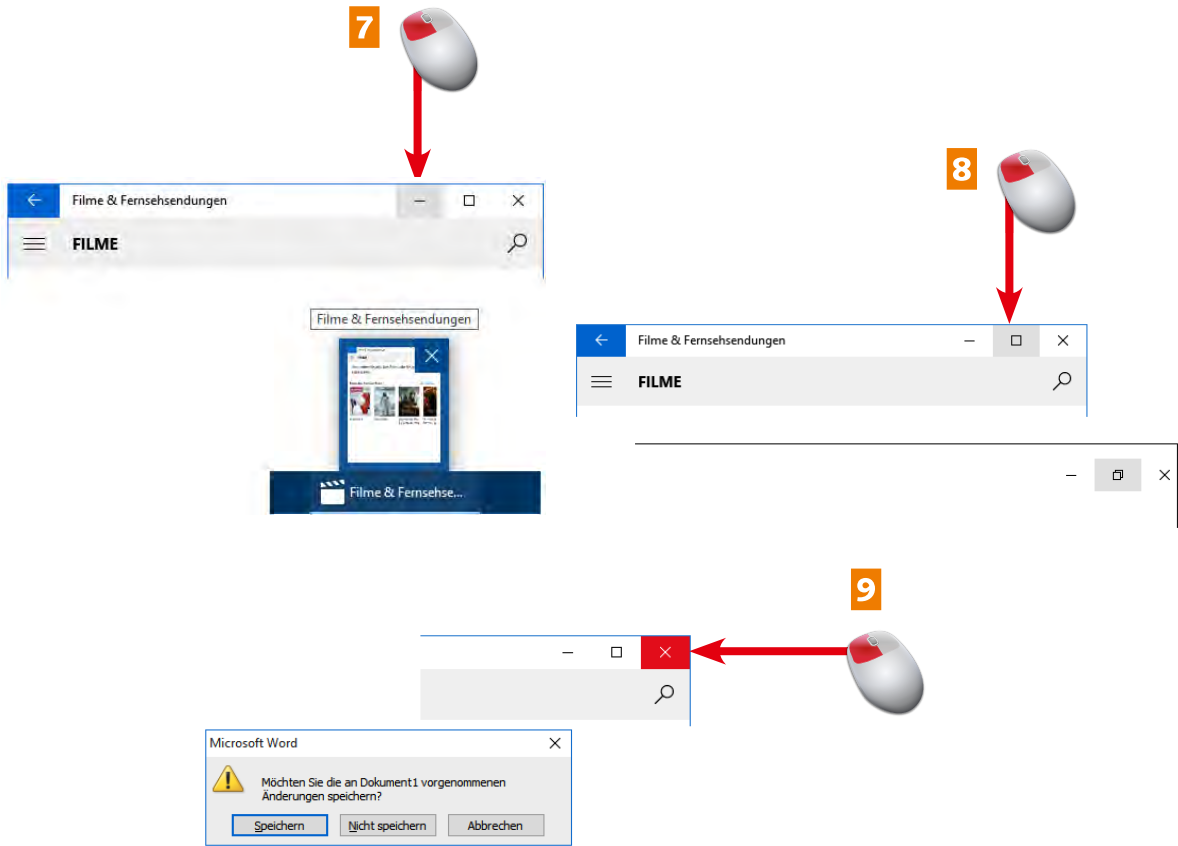 7
Filme & Fernsehsendungen
FILME
Filme & Fernsehsendungen
Filme & Fernsehse...
8
Filme & Fernsehsendungen
FILME
9
Microsoft Word
Möchten Sie die an Dokument1 vorgenommenen
Änderungen speichern?
Speichern Nicht speichern Abbrechen